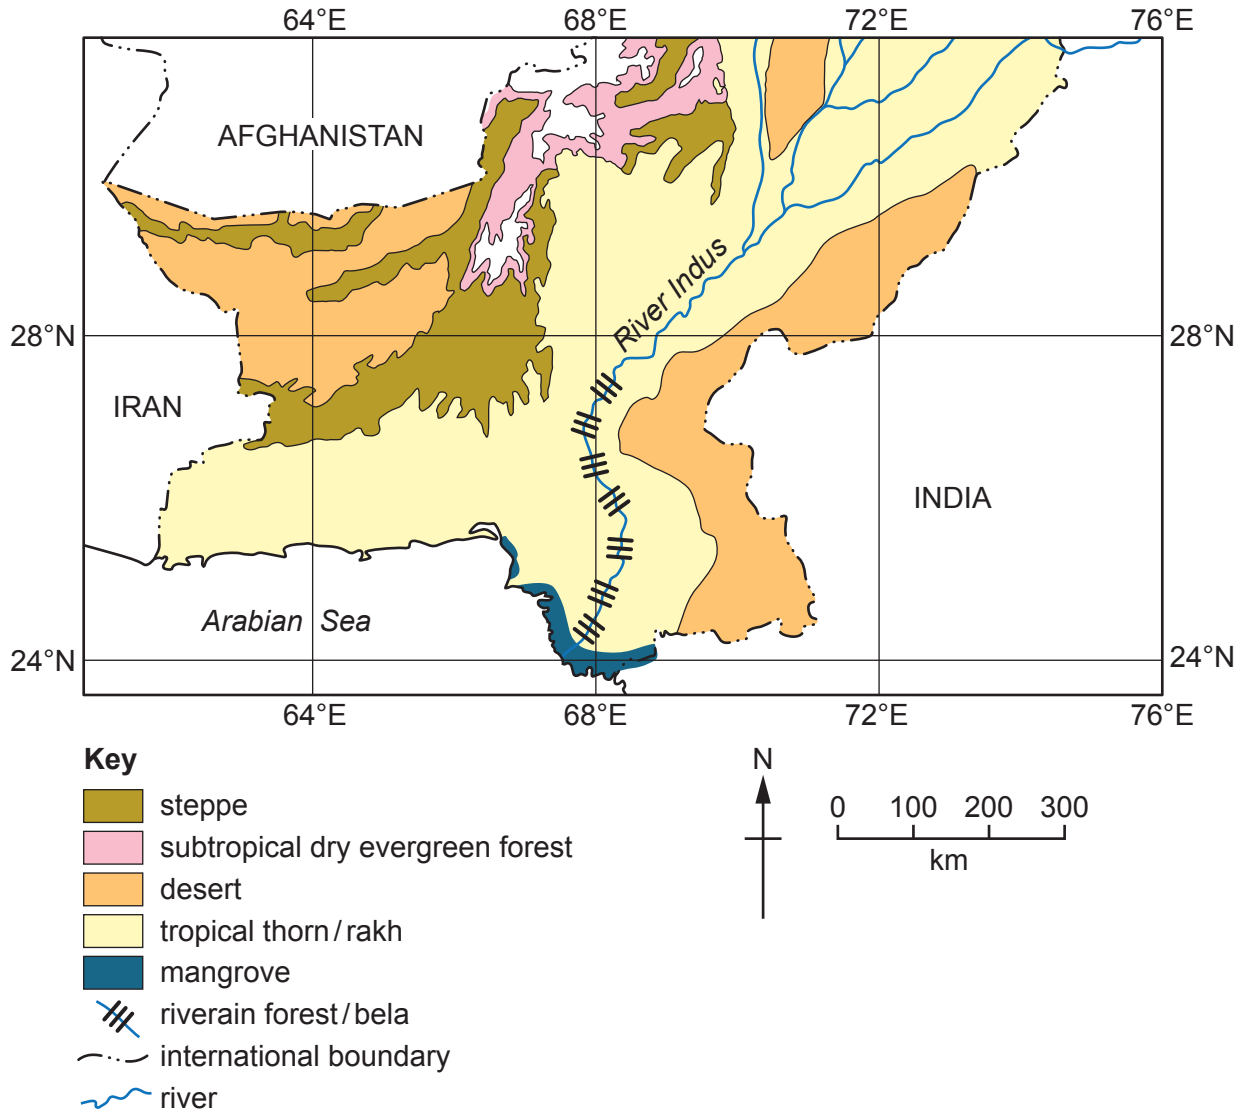 64°E 68°E 72°E 76°E
AFGHANISTAN
River Indus
28°N 28°N
IRAN
INDIA
Arabian Sea
24°N 24°N
64°E 68°E 72°E 76°E
Key
steppe
subtropical dry evergreen forest
desert
tropical thorn/rakh
mangrove
riverain forest/bela
international boundary
river
N
0 100 200 300
km